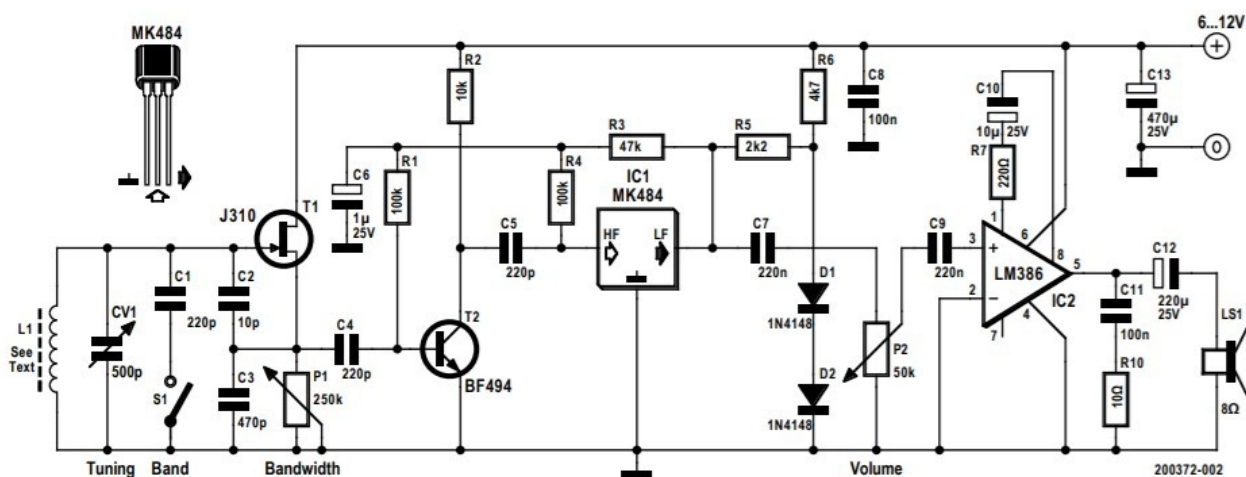 MK484
6...12V
R2
10k
R6
4k7
C8
100n
C10
10µ 25V
C13
470µ
25V
R7
220Ω
R3
47k
R5
2k2
R1
100k
R4
100k
IC1
MK484
C6
1µ
25V
J310
T1
HF
LF
C5
220p
C7
220n
C9
220n
1
6
8
3
+
LM386
5
2
–
IC2
4
7
C12
220µ
25V
C11
100n
LS1
8Ω
R10
10Ω
L1
See
Text
CV1
500p
C1
220p
C2
10p
C4
220p
T2
BF494
D1
1N4148
D2
1N4148
P2
50k
S1
C3
470p
P1
250k
Tuning
Band
Bandwidth
Volume
200372-002
+
0